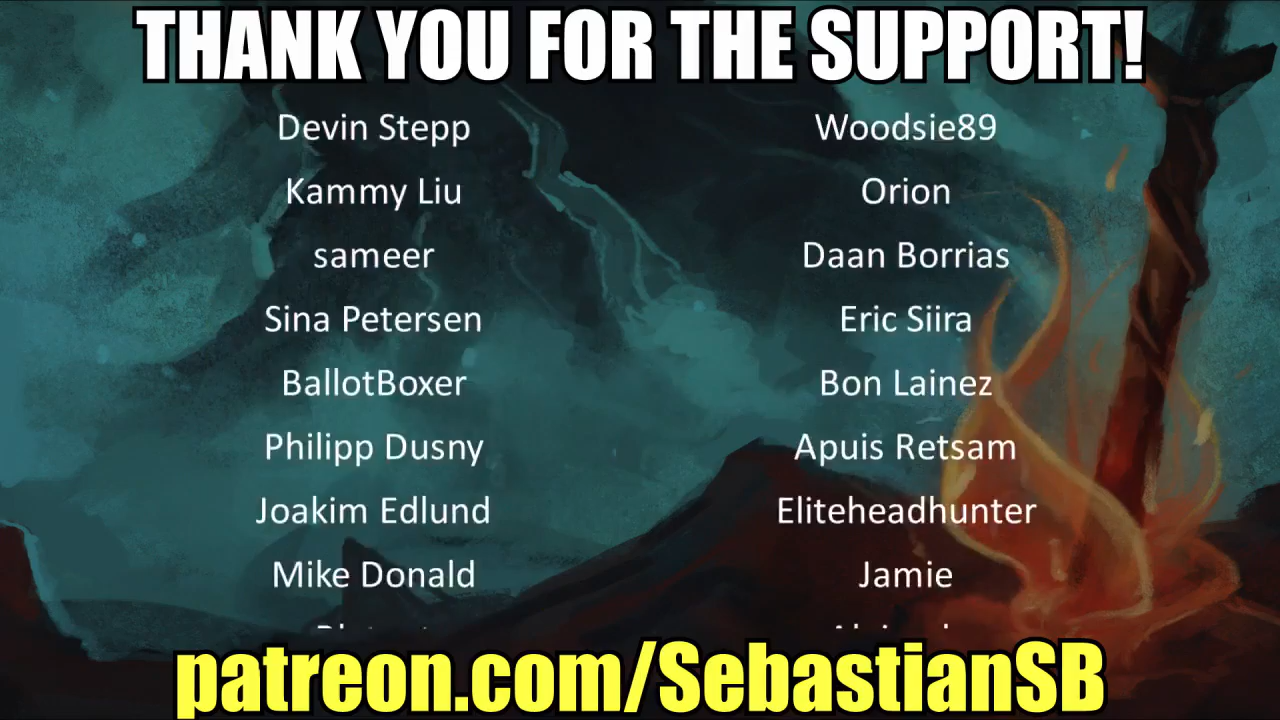 THANK YOU FOR THE SUPPORT!
Devin Stepp
Woodsie89
Kammy Liu
Orion
sameer
Daan Borrias
Sina Petersen
Eric Siira
BallotBoxer
Bon Lainez
Philipp Dusny
Apuis Retsam
Joakim Edlund
Eliteheadhunter
Mike Donald
Jamie
patreon.com/SebastianSB